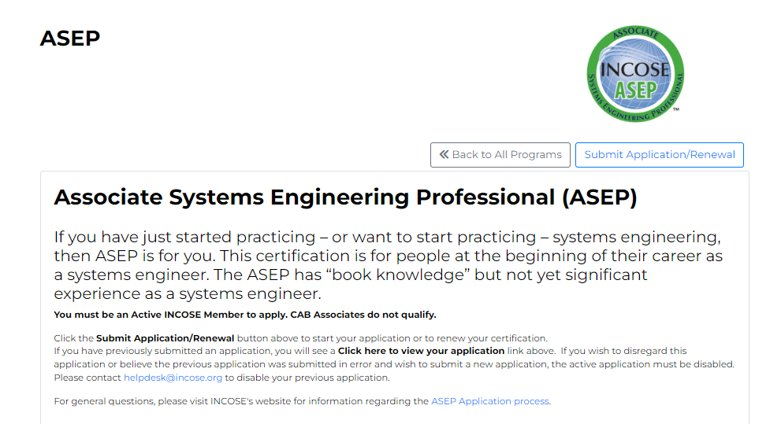 ASEP
ASSOCIATE
INCOSE
ASEP
SYSTEMS ENGINEERING PROFESSIONAL
™
Back to All Programs
Submit Application/Renewal
Associate Systems Engineering Professional (ASEP)
If you have just started practicing – or want to start practicing – systems engineering,
then ASEP is for you. This certification is for people at the beginning of their career as
a systems engineer. The ASEP has “book knowledge” but not yet significant
experience as a systems engineer.
You must be an Active INCOSE Member to apply. CAB Associates do not qualify.
Click the Submit Application/Renewal button above to start your application or to renew your certification.
If you have previously submitted an application, you will see a Click here to view your application link above. If you wish to disregard this
application or believe the previous application was submitted in error and wish to submit a new application, the active application must be disabled.
Please contact helpdesk@incose.org to disable your previous application.
For general questions, please visit INCOSE's website for information regarding the ASEP Application process.